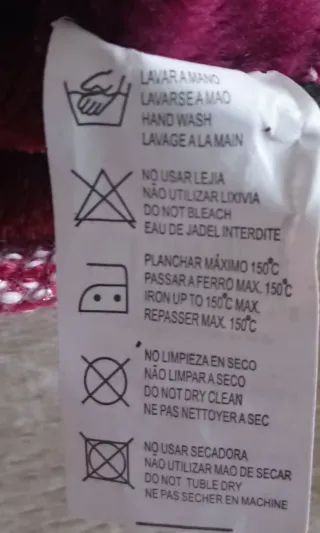 LAVAR A MANO
LAVARSE A MAO
HAND WASH
LAVAGE A LA MAIN
NO USAR LEJIA
NÃO UTILIZAR LIXIVIA
DO NOT BLEACH
EAU DE JADEL INTERDITE
PLANCHAR MÁXIMO 150°C
PASSAR A FERRO MAX. 150°C
IRON UP TO 150°C MAX.
REPASSER MAX. 150°C
NO LIMPIEZA EN SECO
NÃO LIMPAR A SECO
DO NOT DRY CLEAN
NE PAS NETTOYER A SEC
NO USAR SECADORA
NÃO UTILIZAR MAO DE SECAR
DO NOT TUBLE DRY
NE PAS SECHER EN MACHINE